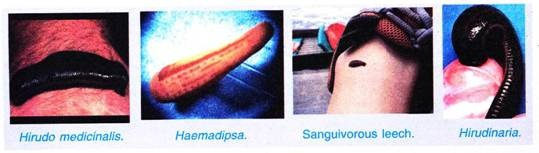 Hirudo medicinalis.
Haemadipsa.
Sanguivorous leech.
Hirudinaria.